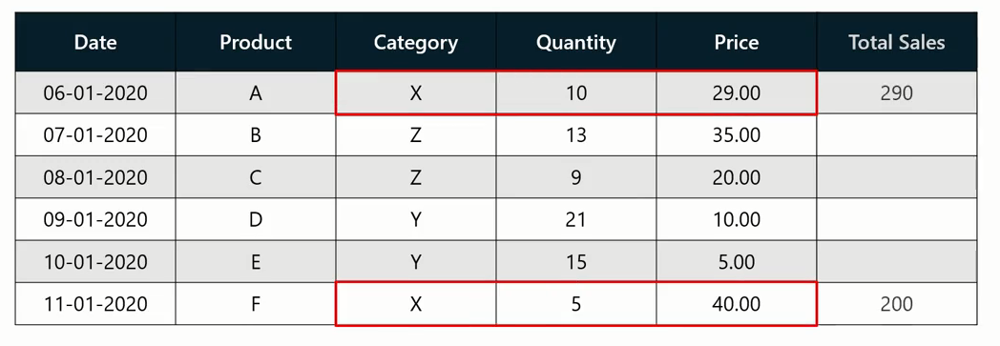 Date Product Category Quantity Price Total Sales
06-01-2020 A X 10 29.00 290
07-01-2020 B Z 13 35.00
08-01-2020 C Z 9 20.00
09-01-2020 D Y 21 10.00
10-01-2020 E Y 15 5.00
11-01-2020 F X 5 40.00 200